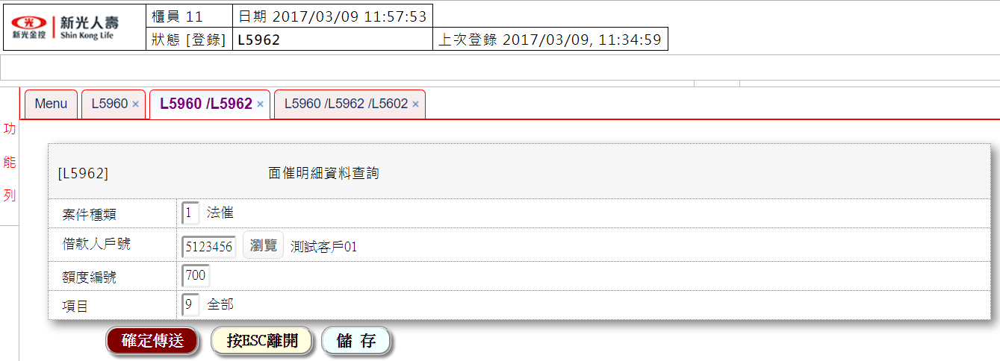 新光金控 新光人壽 Shin Kong Life
櫃員 11 日期 2017/03/09 11:57:53
狀態 [登錄] L5962 上次登錄 2017/03/09, 11:34:59
Menu L5960 × L5960 /L5962 × L5960 /L5962 /L5602 ×
功
能
列
[L5962] 面催明細資料查詢
案件種類 1 法催
借款人戶號 5123456 瀏覽 測試客戶01
額度編號 700
項目 9 全部
確定傳送 按ESC離開 儲 存